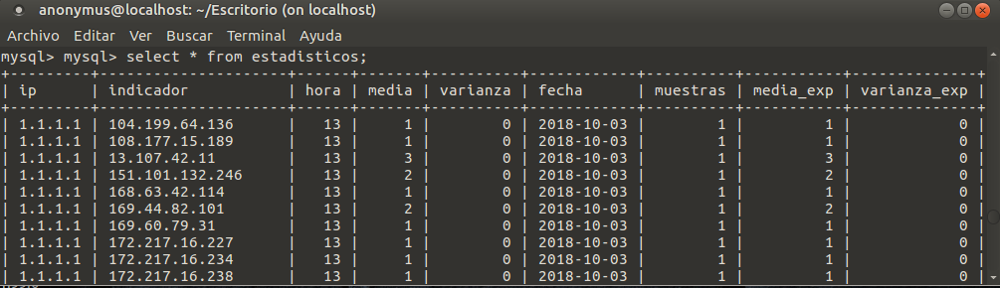 anonymus@localhost: ~/Escritorio (on localhost)
Archivo Editar Ver Buscar Terminal Ayuda
mysql> mysql> select * from estadisticos;
+---------+---------------------+------+-------+----------+------------+----------+-----------+--------------+
| ip | indicador | hora | media | varianza | fecha | muestras | media_exp | varianza_exp |
+---------+---------------------+------+-------+----------+------------+----------+-----------+--------------+
| 1.1.1.1 | 104.199.64.136 | 13 | 1 | 0 | 2018-10-03 | 1 | 1 | 0 |
| 1.1.1.1 | 108.177.15.189 | 13 | 1 | 0 | 2018-10-03 | 1 | 1 | 0 |
| 1.1.1.1 | 13.107.42.11 | 13 | 3 | 0 | 2018-10-03 | 1 | 3 | 0 |
| 1.1.1.1 | 151.101.132.246 | 13 | 2 | 0 | 2018-10-03 | 1 | 2 | 0 |
| 1.1.1.1 | 168.63.42.114 | 13 | 1 | 0 | 2018-10-03 | 1 | 1 | 0 |
| 1.1.1.1 | 169.44.82.101 | 13 | 2 | 0 | 2018-10-03 | 1 | 2 | 0 |
| 1.1.1.1 | 169.60.79.31 | 13 | 1 | 0 | 2018-10-03 | 1 | 1 | 0 |
| 1.1.1.1 | 172.217.16.227 | 13 | 1 | 0 | 2018-10-03 | 1 | 1 | 0 |
| 1.1.1.1 | 172.217.16.234 | 13 | 1 | 0 | 2018-10-03 | 1 | 1 | 0 |
| 1.1.1.1 | 172.217.16.238 | 13 | 1 | 0 | 2018-10-03 | 1 | 1 | 0 |